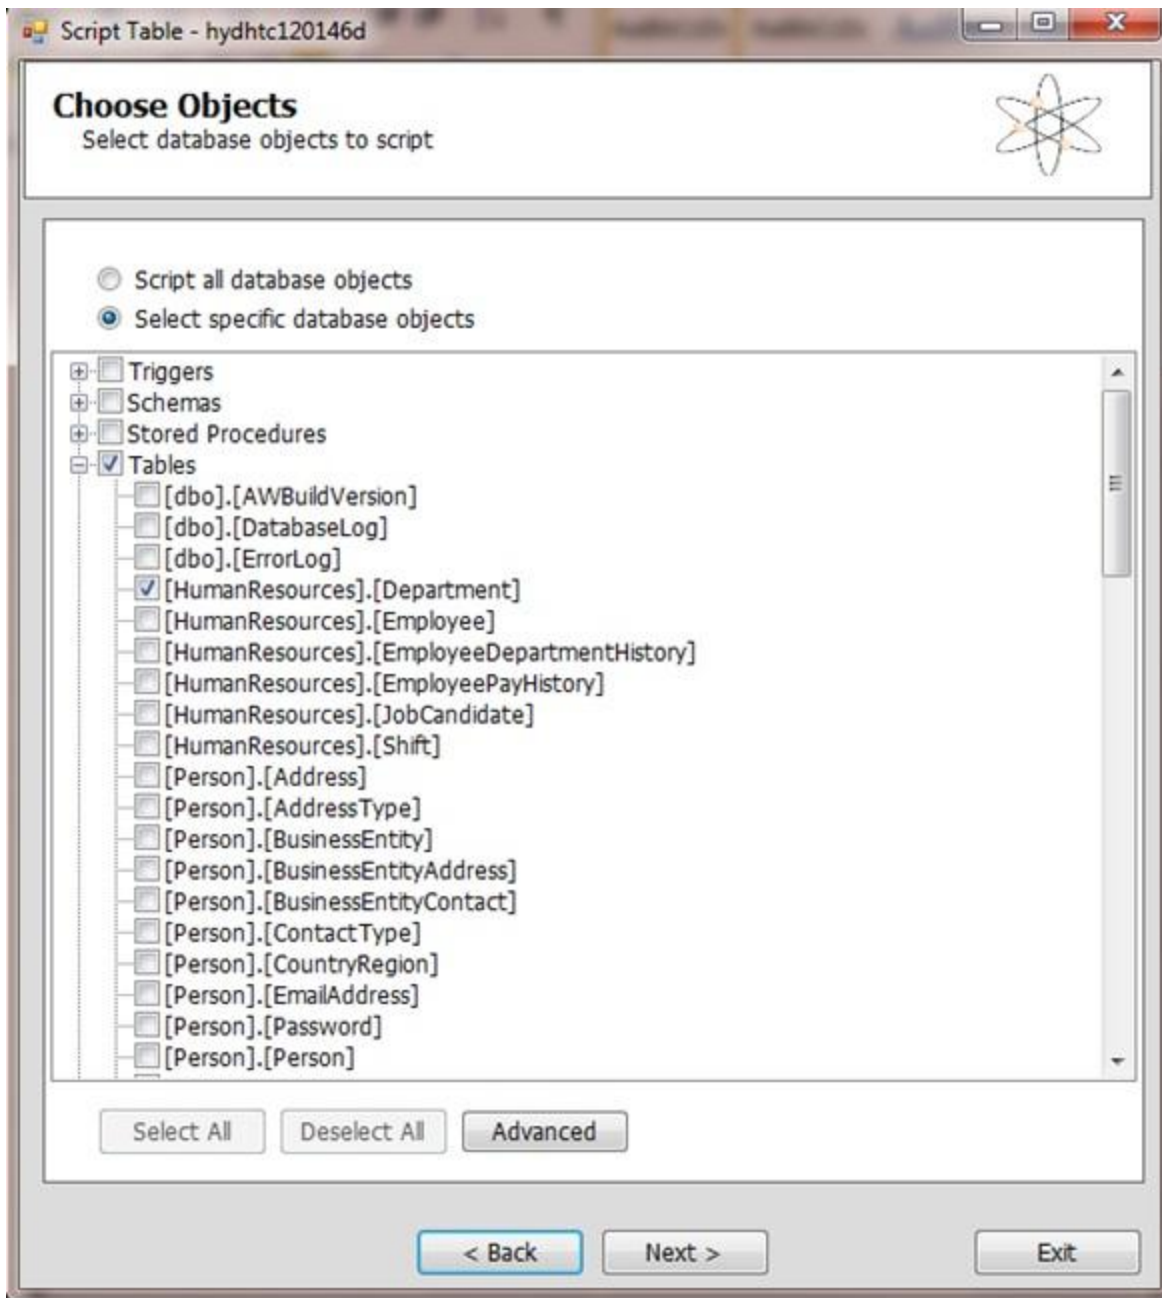 Script Table - hydhtc120146d
Choose Objects
Select database objects to script
Script all database objects
Select specific database objects
Triggers
Schemas
Stored Procedures
Tables
[dbo].[AWBuildVersion]
[dbo].[DatabaseLog]
[dbo].[ErrorLog]
[HumanResources].[Department]
[HumanResources].[Employee]
[HumanResources].[EmployeeDepartmentHistory]
[HumanResources].[EmployeePayHistory]
[HumanResources].[JobCandidate]
[HumanResources].[Shift]
[Person].[Address]
[Person].[AddressType]
[Person].[BusinessEntity]
[Person].[BusinessEntityAddress]
[Person].[BusinessEntityContact]
[Person].[ContactType]
[Person].[CountryRegion]
[Person].[EmailAddress]
[Person].[Password]
[Person].[Person]
Select All Deselect All Advanced
< Back Next > Exit